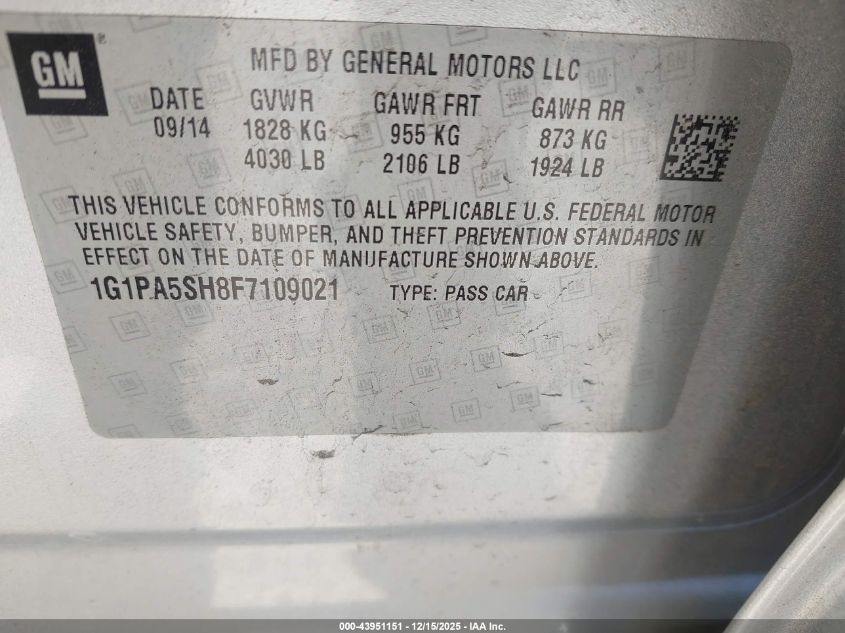 GM
MFD BY GENERAL MOTORS LLC
DATE GVWR GAWR FRT GAWR RR
09/14 1828 KG 955 KG 873 KG
4030 LB 2106 LB 1924 LB
THIS VEHICLE CONFORMS TO ALL APPLICABLE U.S. FEDERAL MOTOR
VEHICLE SAFETY, BUMPER, AND THEFT PREVENTION STANDARDS IN
EFFECT ON THE DATE OF MANUFACTURE SHOWN ABOVE.
1G1PA5SH8F7109021 TYPE: PASS CAR
000-43951151 - 12/15/2025 - IAA Inc.